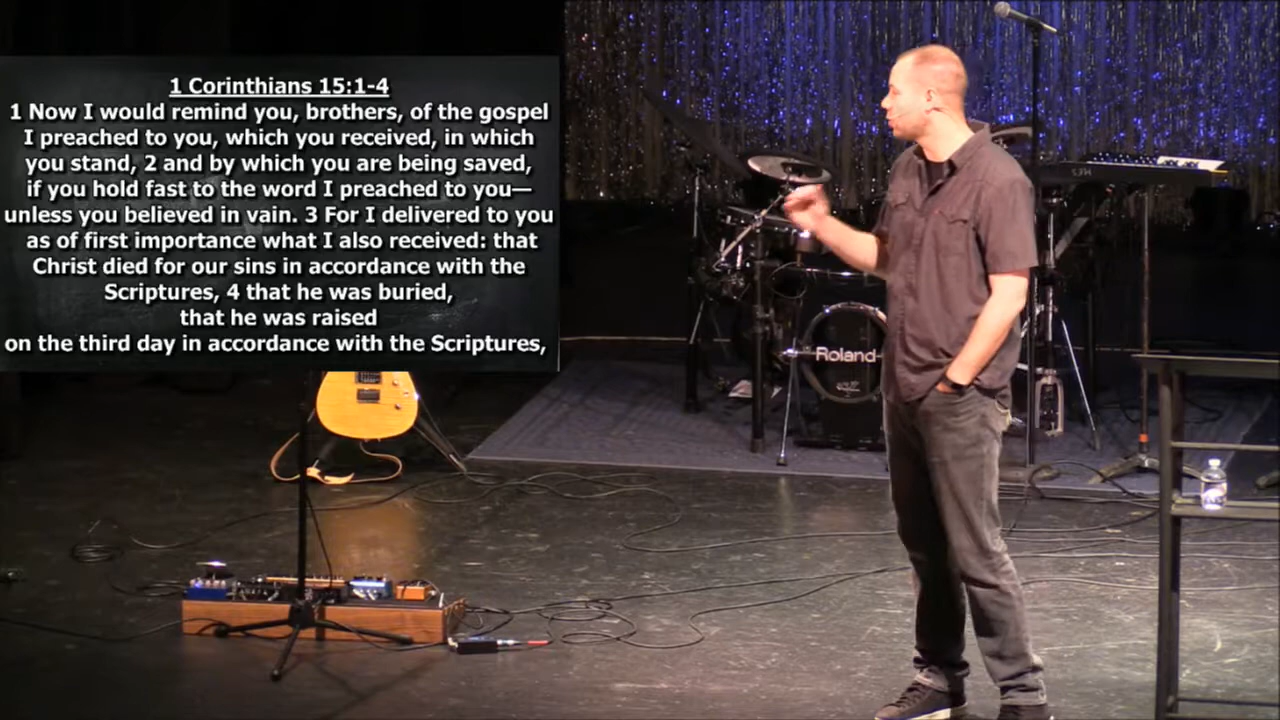 1 Corinthians 15:1-4
1 Now I would remind you, brothers, of the gospel
I preached to you, which you received, in which
you stand, 2 and by which you are being saved,
if you hold fast to the word I preached to you—
unless you believed in vain. 3 For I delivered to you
as of first importance what I also received: that
Christ died for our sins in accordance with the
Scriptures, 4 that he was buried,
that he was raised
on the third day in accordance with the Scriptures,
Roland